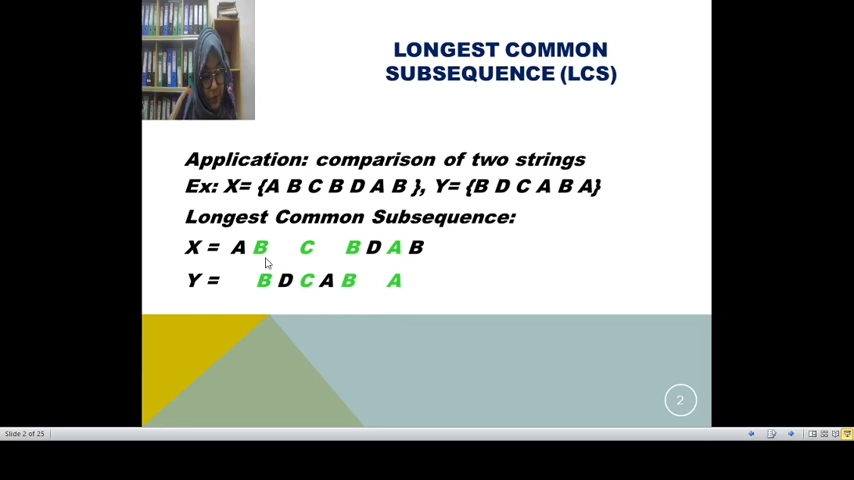 LONGEST COMMON
SUBSEQUENCE (LCS)
Application: comparison of two strings
Ex: X= {A B C B D A B }, Y= {B D C A B A}
Longest Common Subsequence:
X = A B C B D A B
Y = B D C A B A
2
Slide 2 of 25